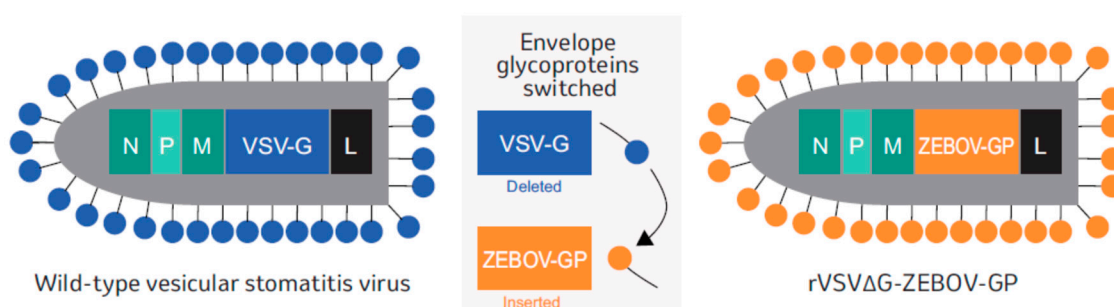 N P M VSV-G L
Wild-type vesicular stomatitis virus
Envelope
glycoproteins
switched
VSV-G
Deleted
ZEBOV-GP
Inserted
N P M ZEBOV-GP L
rVSVΔG-ZEBOV-GP